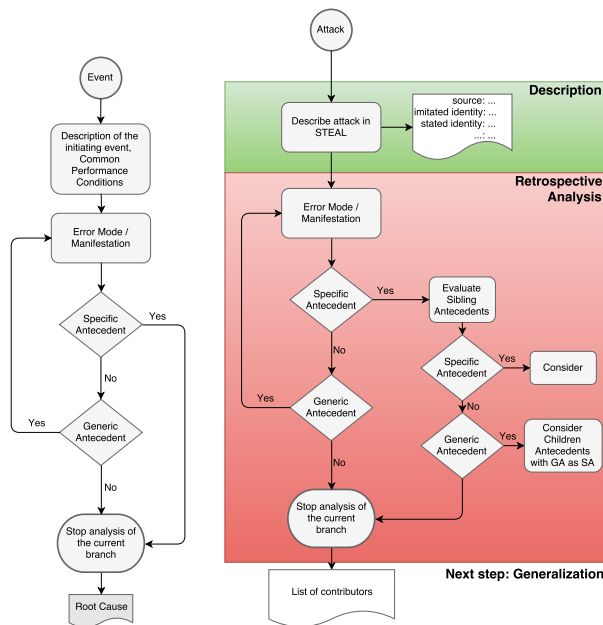 Event
Description of the
initiating event,
Common
Performance
Conditions
Error Mode /
Manifestation
Specific
Antecedent
Yes
No
Generic
Antecedent
Yes
No
Stop analysis of
the current
branch
Root Cause
Attack
Description
Describe attack in
STEAL
source: ...
imitated identity: ...
stated identity: ...
...: ...
Retrospective
Analysis
Error Mode /
Manifestation
Specific
Antecedent
Yes
No
Evaluate
Sibling
Antecedents
Specific
Antecedent
Yes
Consider
No
Generic
Antecedent
Yes
No
Generic
Antecedent
Yes
Consider
Children
Antecedents
with GA as SA
Stop analysis of
the current
branch
Next step: Generalization
List of contributors